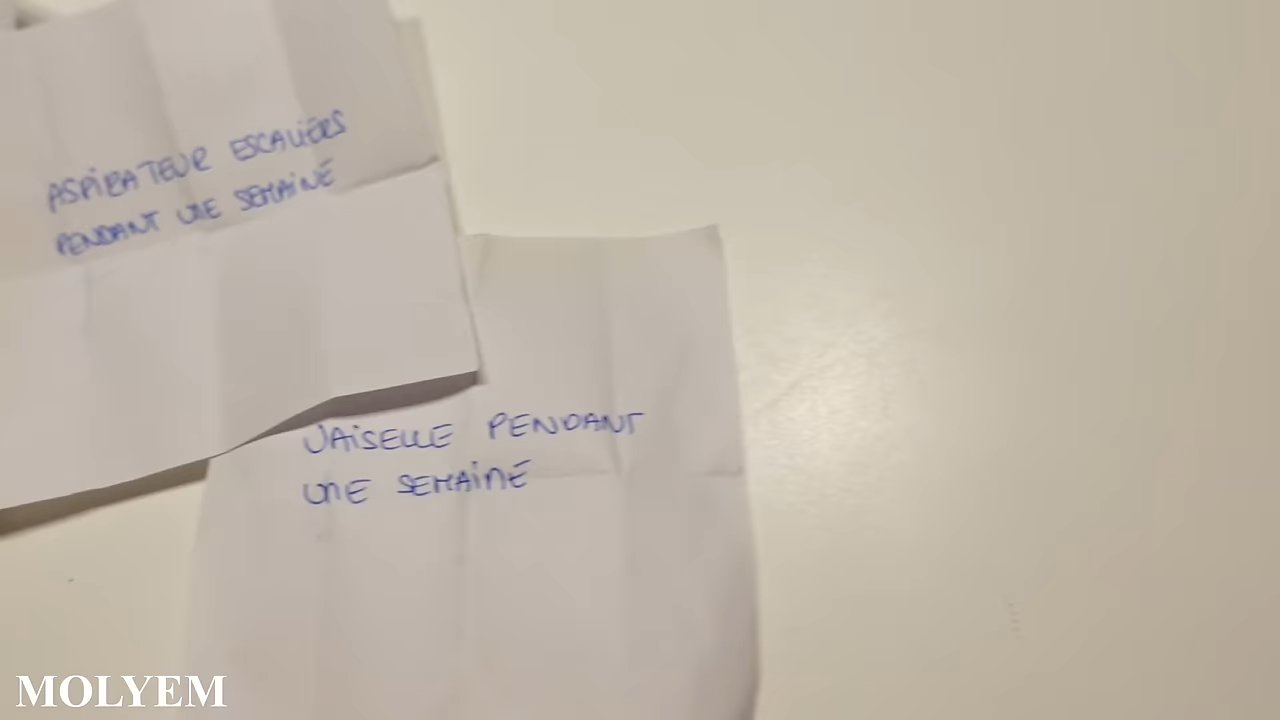 ASPIRATEUR ESCALIERS
PENDANT UNE SEMAINE
VAISELLE PENDANT
UNE SEMAINE
MOLYEM